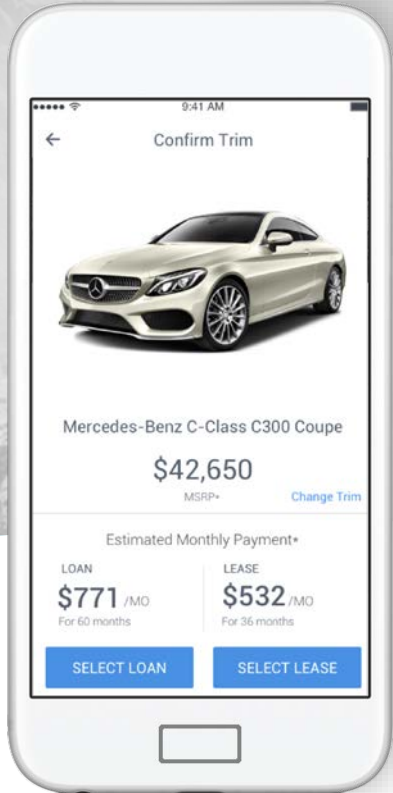 9:41 AM
Confirm Trim
Mercedes-Benz C-Class C300 Coupe
$42,650
MSRP*
Change Trim
Estimated Monthly Payment*
LOAN
$771 /MO
For 60 months
LEASE
$532 /MO
For 36 months
SELECT LOAN
SELECT LEASE